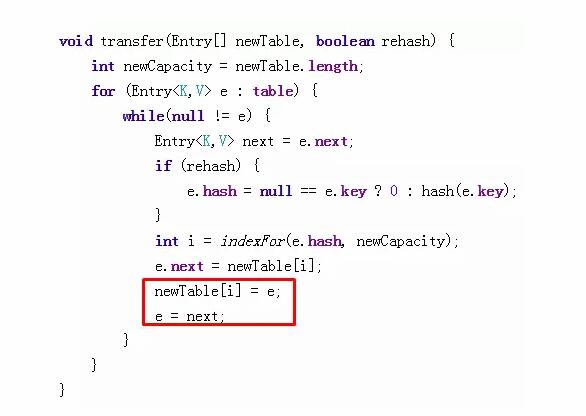 void transfer(Entry[] newTable, boolean rehash) {
    int newCapacity = newTable.length;
    for (Entry<K,V> e : table) {
        while(null != e) {
            Entry<K,V> next = e.next;
            if (rehash) {
                e.hash = null == e.key ? 0 : hash(e.key);
            }
            int i = indexFor(e.hash, newCapacity);
            e.next = newTable[i];
            newTable[i] = e;
            e = next;
        }
    }
}